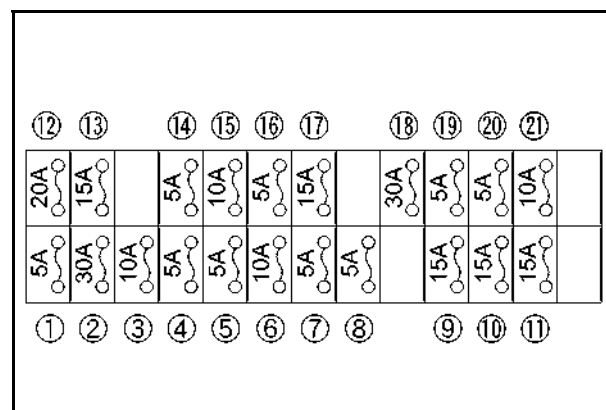 ⑫ ⑬ ⑭ ⑮ ⑯ ⑰ ⑱ ⑲ ⑳ ㉑
20A 15A 5A 10A 5A 15A 30A 5A 5A 10A
5A 30A 10A 5A 5A 10A 5A 5A 15A 15A 15A
① ② ③ ④ ⑤ ⑥ ⑦ ⑧ ⑨ ⑩ ⑪